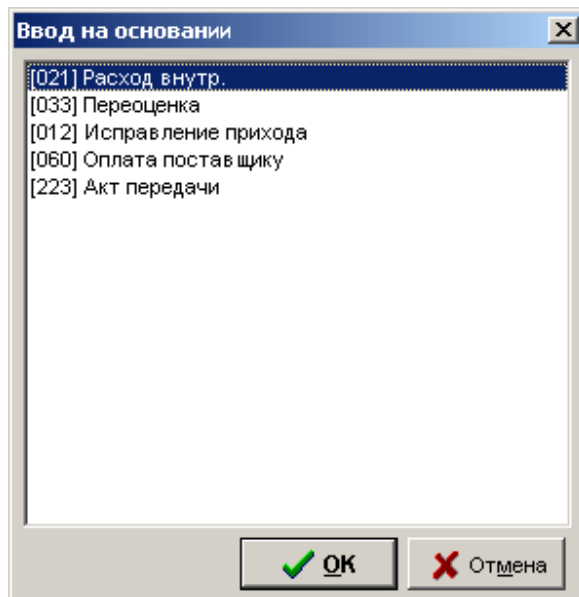 Ввод на основании
[021] Расход внутр.
[033] Переоценка
[012] Исправление прихода
[060] Оплата поставщику
[223] Акт передачи
OK
Отмена